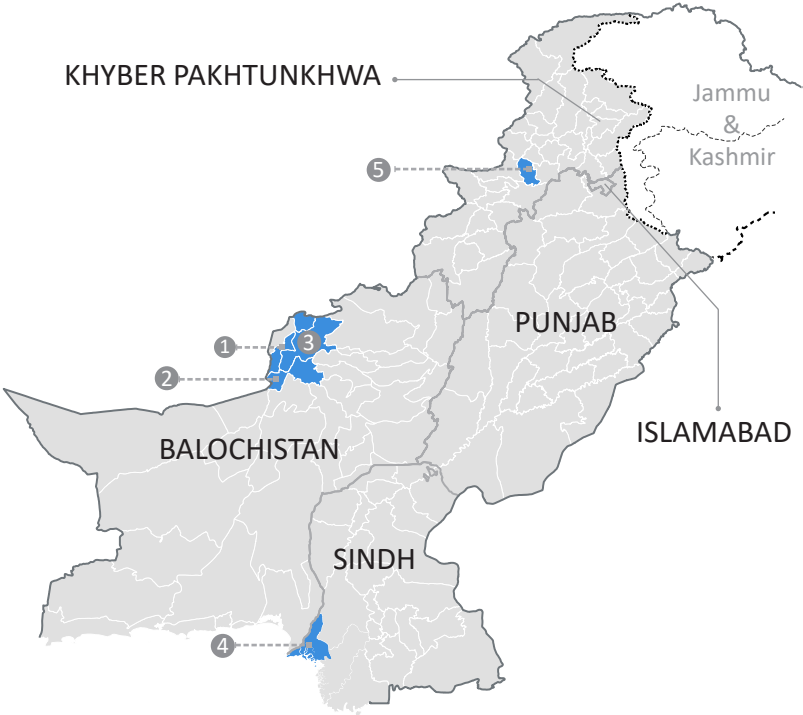 KHYBER PAKHTUNKHWA
Jammu
&
Kashmir
5
PUNJAB
1
3
2
ISLAMABAD
BALOCHISTAN
SINDH
4